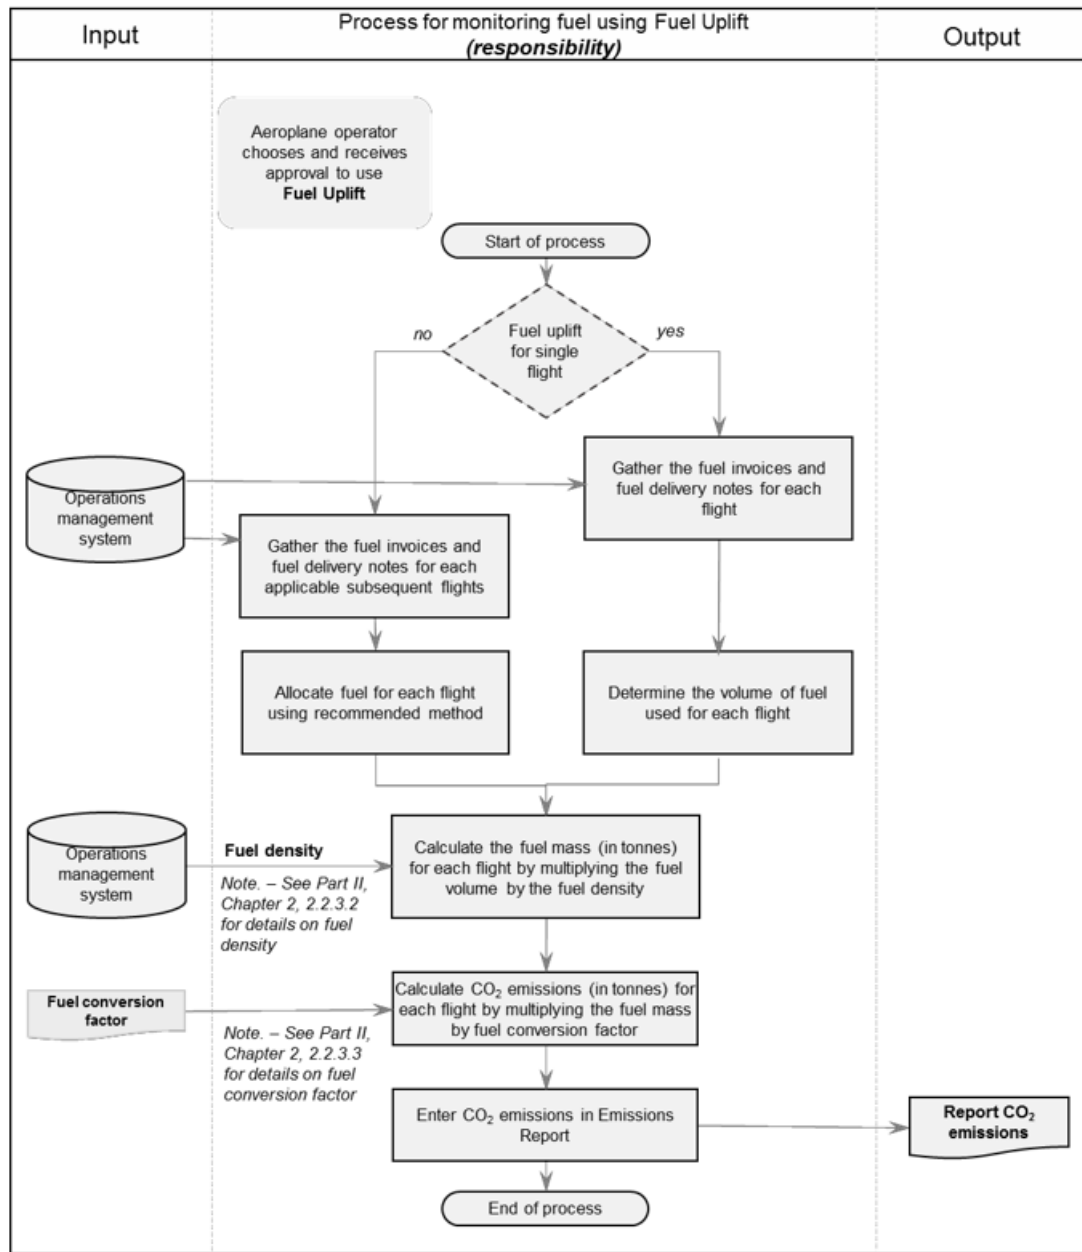 Input
Process for monitoring fuel using Fuel Uplift
(responsibility)
Output
Aeroplane operator
chooses and receives
approval to use
Fuel Uplift
Start of process
no
Fuel uplift
for single
flight
yes
Operations
management
system
Gather the fuel invoices and
fuel delivery notes for each
flight
Gather the fuel invoices and
fuel delivery notes for each
applicable subsequent flights
Allocate fuel for each flight
using recommended method
Determine the volume of fuel
used for each flight
Operations
management
system
Fuel density
Note. – See Part II,
Chapter 2, 2.2.3.2
for details on fuel
density
Calculate the fuel mass (in tonnes)
for each flight by multiplying the fuel
volume by the fuel density
Fuel conversion
factor
Note. – See Part II,
Chapter 2, 2.2.3.3
for details on fuel
conversion factor
Calculate CO₂ emissions (in tonnes) for
each flight by multiplying the fuel mass
by fuel conversion factor
Enter CO₂ emissions in Emissions
Report
Report CO₂
emissions
End of process